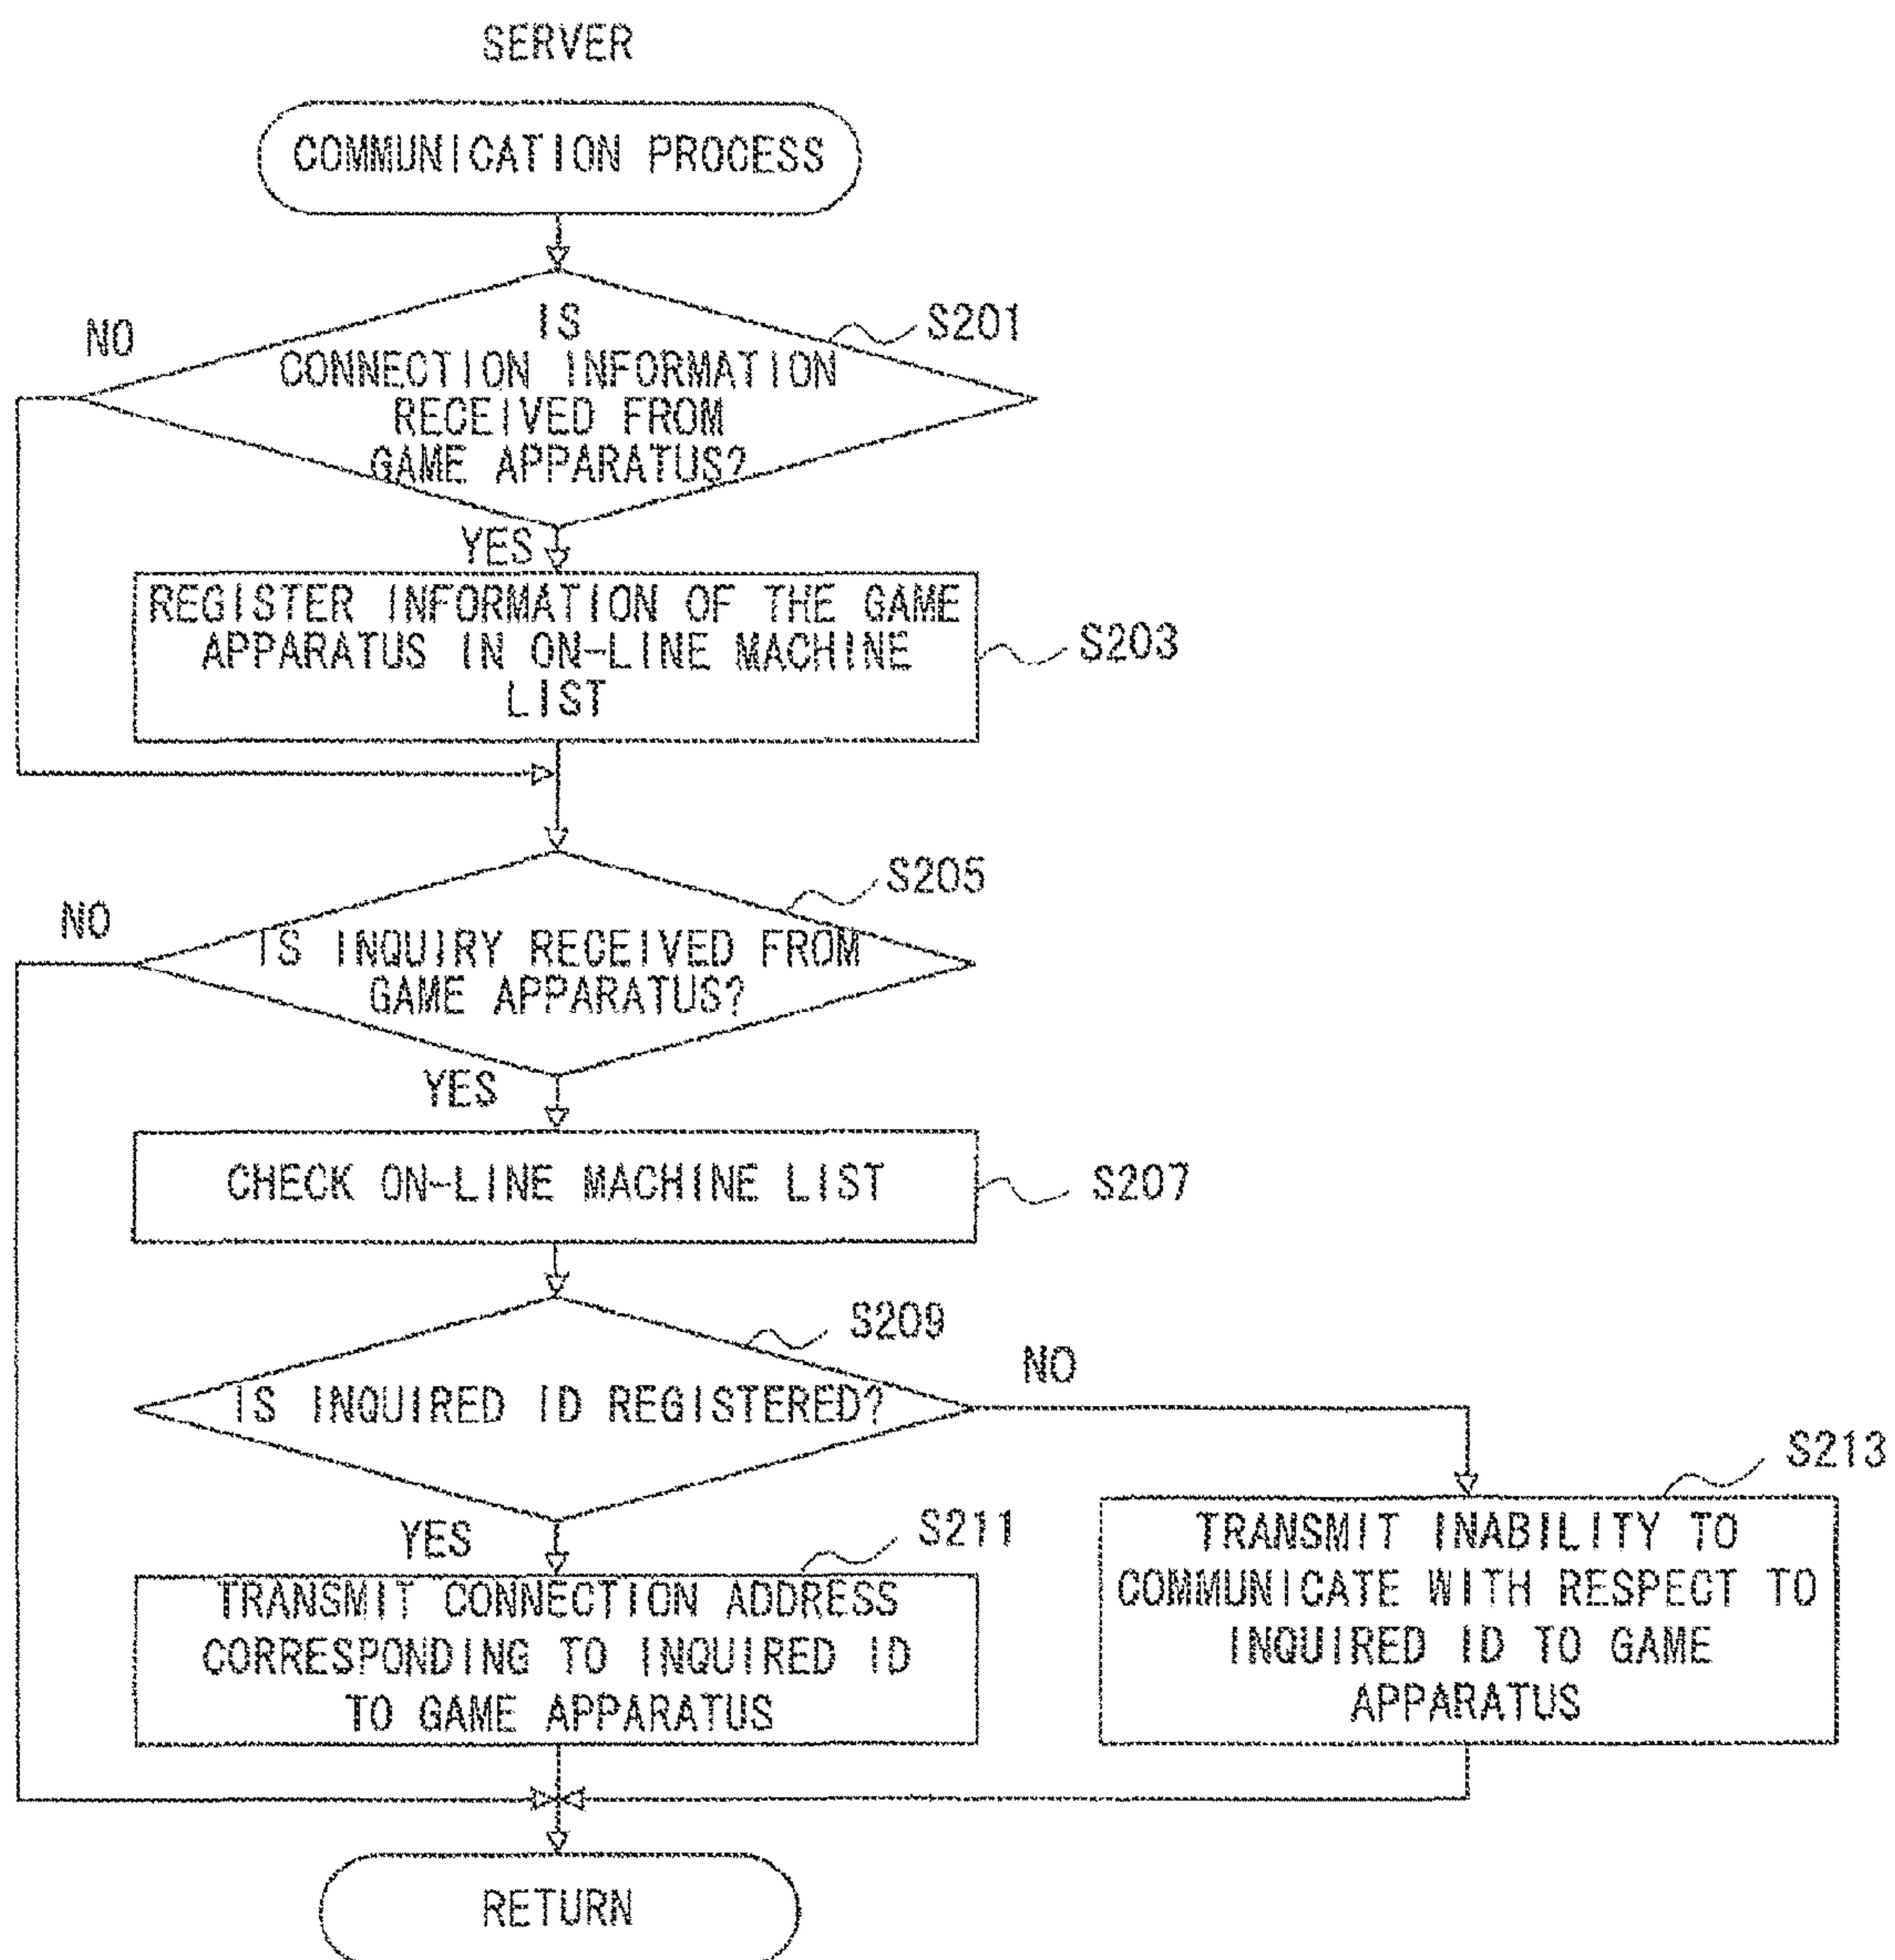 SERVER
COMMUNICATION PROCESS
IS
CONNECTION INFORMATION
RECEIVED FROM
GAME APPARATUS?
NO
S201
YES
REGISTER INFORMATION OF THE GAME
APPARATUS IN ON-LINE MACHINE
LIST
S203
S205
NO
IS INQUIRY RECEIVED FROM
GAME APPARATUS?
YES
CHECK ON-LINE MACHINE LIST
S207
S209
IS INQUIRED ID REGISTERED?
NO
YES
S211
TRANSMIT CONNECTION ADDRESS
CORRESPONDING TO INQUIRED ID
TO GAME APPARATUS
S213
TRANSMIT INABILITY TO
COMMUNICATE WITH RESPECT TO
INQUIRED ID TO GAME
APPARATUS
RETURN